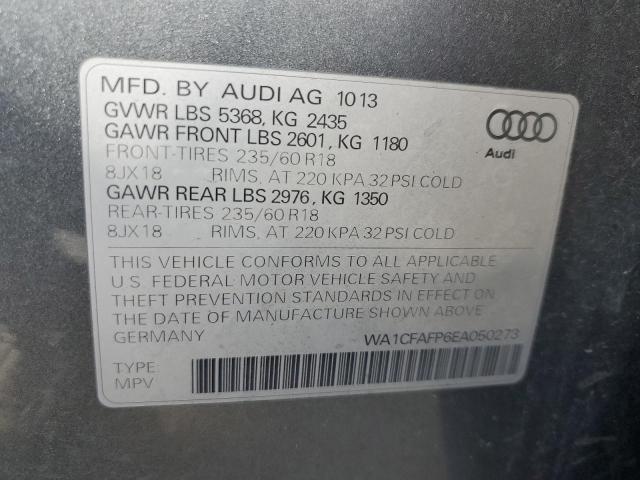 MFD. BY AUDI AG 1013
GVWR LBS 5368, KG 2435
GAWR FRONT LBS 2601, KG 1180
FRONT-TIRES 235/60 R18
8JX18 RIMS, AT 220 KPA 32 PSI COLD
GAWR REAR LBS 2976, KG 1350
REAR-TIRES 235/60 R18
8JX18 RIMS, AT 220 KPA 32 PSI COLD
Audi
THIS VEHICLE CONFORMS TO ALL APPLICABLE
U.S. FEDERAL MOTOR VEHICLE SAFETY AND
THEFT PREVENTION STANDARDS IN EFFECT ON
THE DATE OF MANUFACTURE SHOWN ABOVE
GERMANY
WA1CFAFP6EA050273
TYPE:
MPV